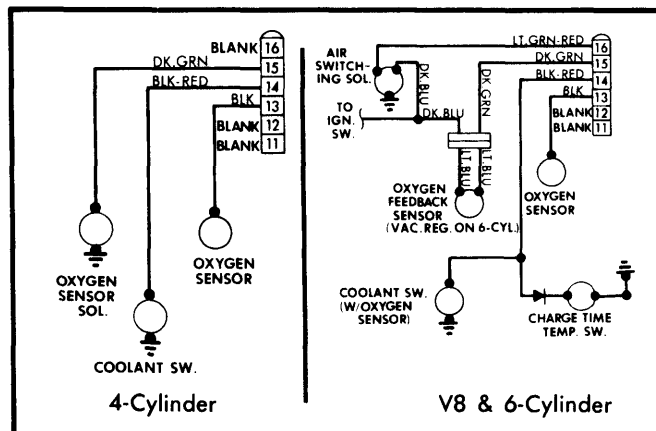 BLANK 16
DK.GRN 15
BLK-RED 14
BLK 13
BLANK 12
BLANK 11
OXYGEN
SENSOR
SOL.
OXYGEN
SENSOR
COOLANT SW.
4-Cylinder
AIR
SWITCH-
ING SOL.
LT.GRN-RED 16
DK.GRN 15
BLK-RED 14
BLK 13
BLANK 12
BLANK 11
DK.BLU
DK.GRN
TO
IGN.
SW.
DK.BLU
LT.BLU
LT.BLU
OXYGEN
FEEDBACK
SENSOR
(VAC.REG. ON 6-CYL.)
OXYGEN
SENSOR
COOLANT SW.
(W/OXYGEN
SENSOR)
CHARGE TIME
TEMP. SW.
V8 & 6-Cylinder